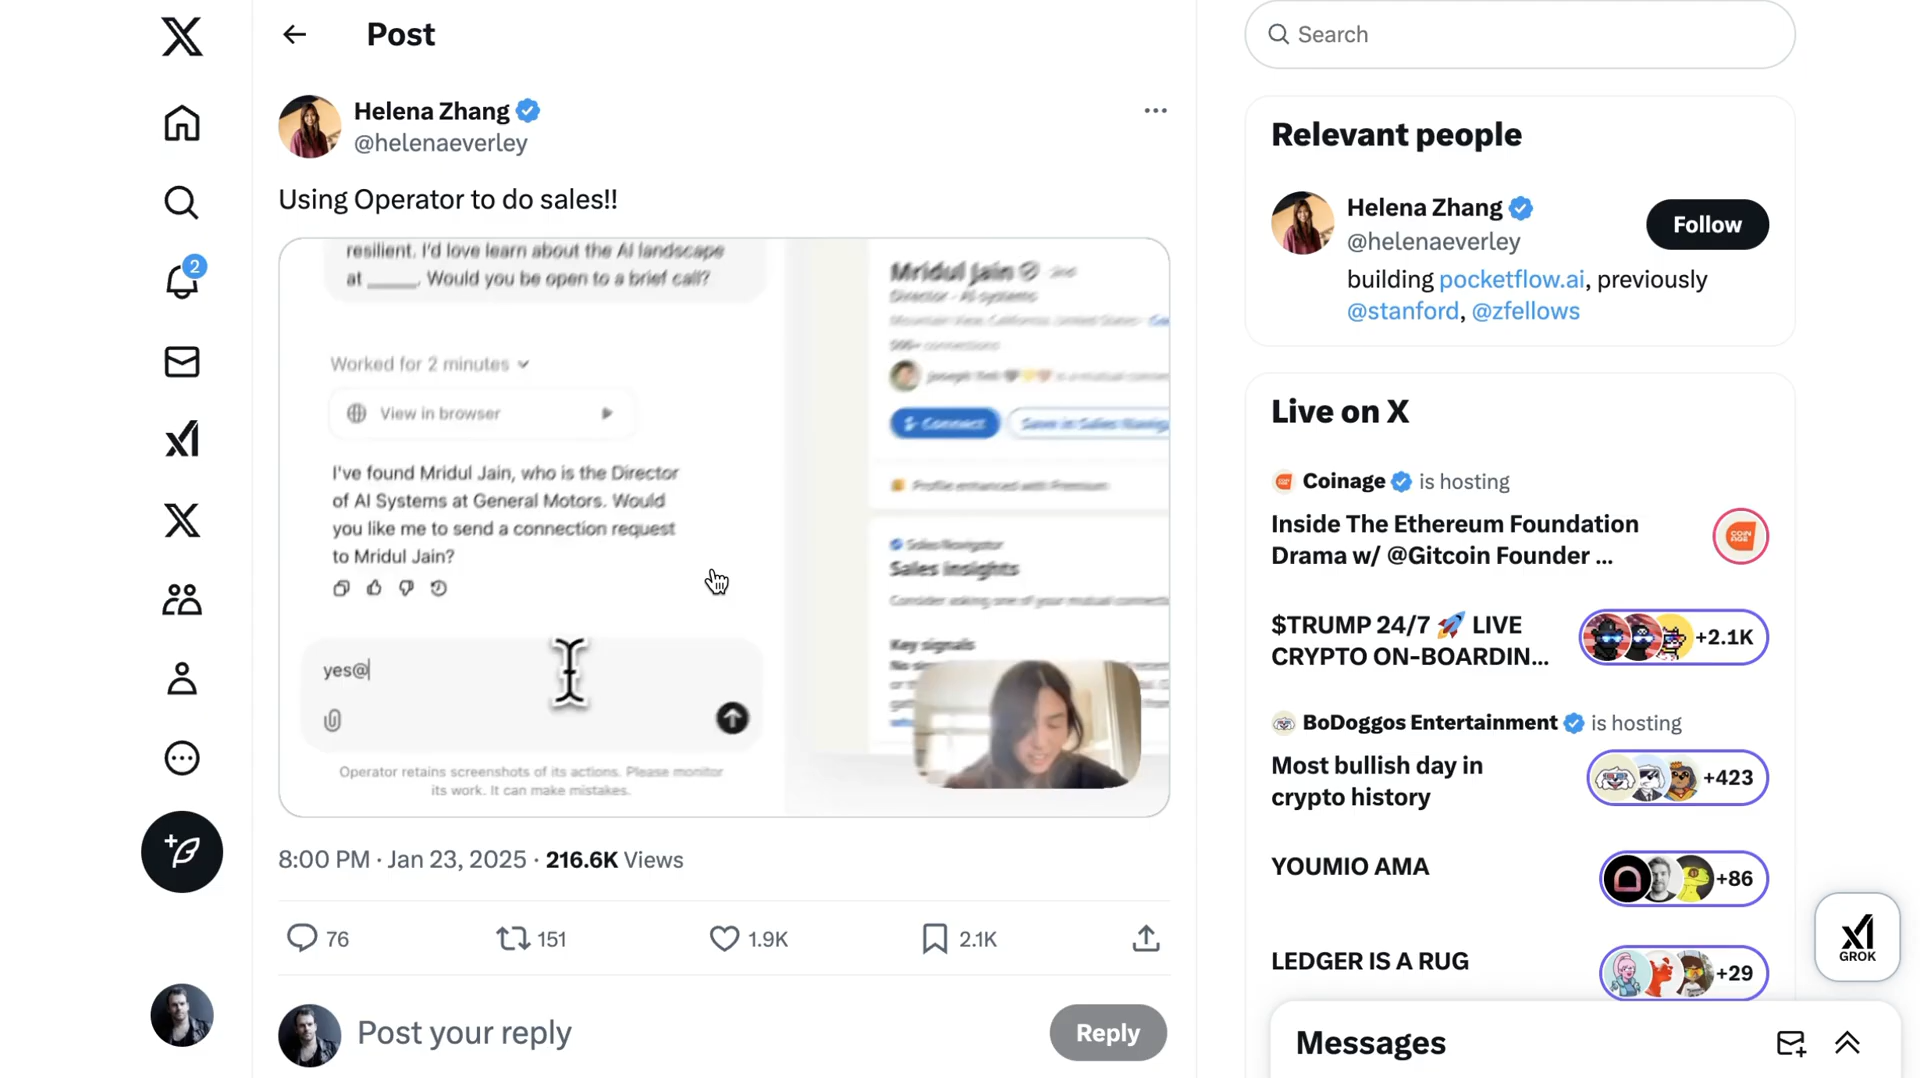 Post
Helena Zhang
@helenaeverley
Using Operator to do sales!!
resilient. I'd love learn about the AI landscape
at _____. Would you be open to a brief call?
Worked for 2 minutes
View in browser
I've found Mridul Jain, who is the Director
of AI Systems at General Motors. Would
you like me to send a connection request
to Mridul Jain?
yes@
Operator retains screenshots of its actions. Please monitor
its work. It can make mistakes.
Mridul Jain
Director - AI systems
Mountain View, California, United States
500+ connections
is a mutual
Connect
Save in Sales
Profile enhanced with Premium
Sales Navigator
Sales insights
Consider asking one of your mutual
Key signals
8:00 PM · Jan 23, 2025 · 216.6K Views
76
151
1.9K
2.1K
Post your reply
Reply
2
Search
Relevant people
Helena Zhang
@helenaeverley
Follow
building pocketflow.ai, previously
@stanford, @zfellows
Live on X
Coinage is hosting
Inside The Ethereum Foundation
Drama w/ @Gitcoin Founder ...
$TRUMP 24/7 🚀 LIVE
CRYPTO ON-BOARDIN...
+2.1K
BoDoggos Entertainment is hosting
Most bullish day in
crypto history
+423
YOUMIO AMA
+86
LEDGER IS A RUG
+29
GROK
Messages